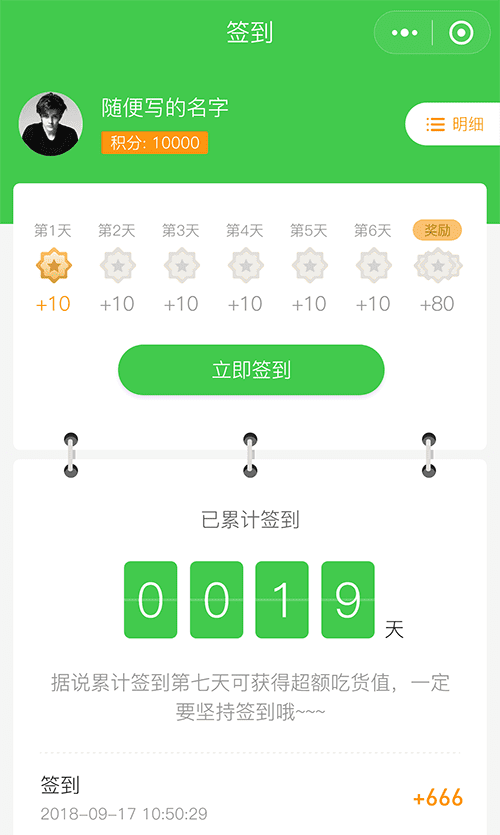 签到
随便写的名字
积分: 10000
明细
第1天 第2天 第3天 第4天 第5天 第6天 奖励
+10 +10 +10 +10 +10 +10 +80
立即签到
已累计签到
0 0 1 9 天
据说累计签到第七天可获得超额吃货值，一定
要坚持签到哦~~~
签到
+666
2018-09-17 10:50:29